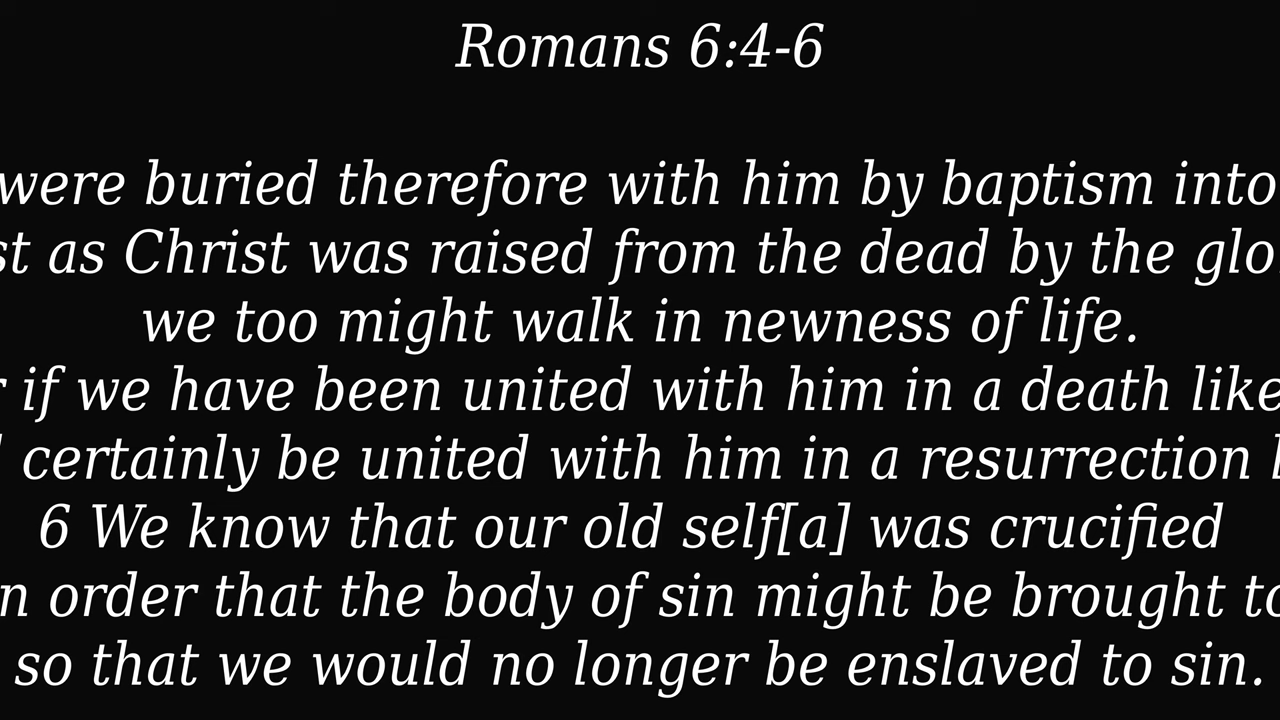 Romans 6:4-6
were buried therefore with him by baptism into
as Christ was raised from the dead by the
we too might walk in newness of life.
if we have been united with him in a death like
certainly be united with him in a resurrection
6 We know that our old self[a] was crucified
order that the body of sin might be brought to
so that we would no longer be enslaved to sin.